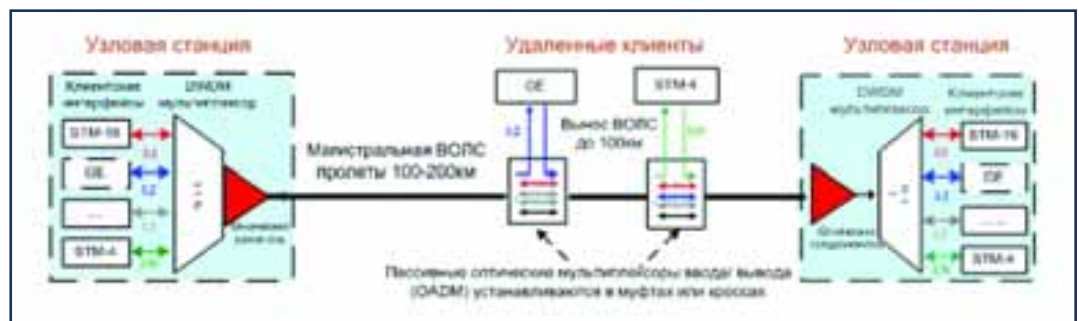 Узловая станция
Удаленные клиенты
Узловая станция
Клиентские
интерфейсы
DWDM
мультиплексор
GE
STM-4
DWDM
мультиплексор
Клиентские
интерфейсы
STM-16
GE
STM-4
Магистральная ВОЛС
пролеты 100-200км
Вынос ВОЛС
до 100км
STM-16
GE
STM-4
Пассивные оптические мультиплексоры ввода/вывода
(OADM) устанавливаются в муфтах или кроссах